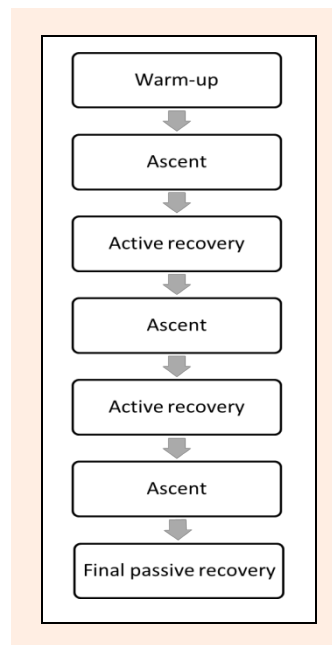 Warm-up
Ascent
Active recovery
Ascent
Active recovery
Ascent
Final passive recovery